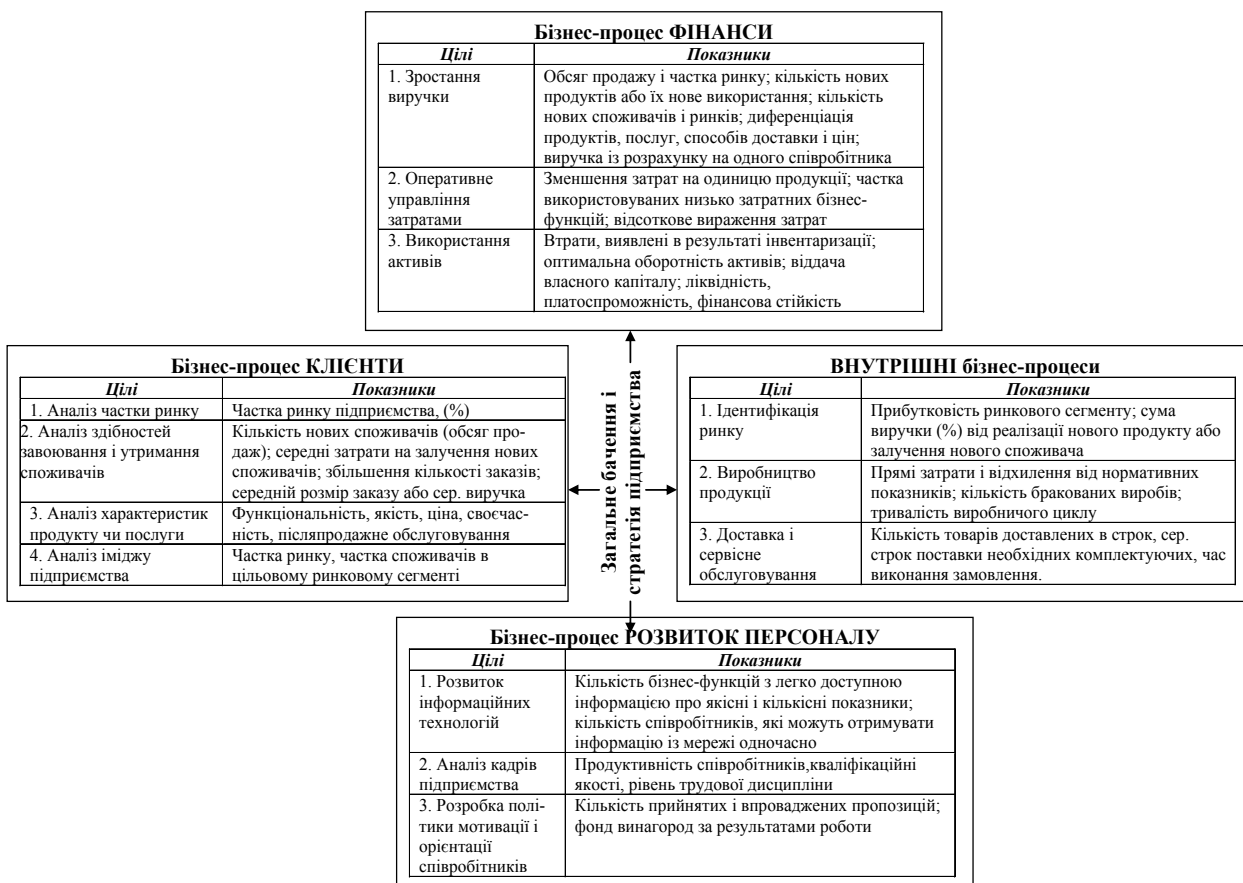 Бізнес-процес ФІНАНСИ
Цілі Показники
1. Зростання
виручки
Обсяг продажу і частка ринку; кількість нових
продуктів або їх нове використання; кількість
нових споживачів і ринків; диференціація
продуктів, послуг, способів доставки і цін;
виручка із розрахунку на одного співробітника
2. Оперативне
управління
затратами
Зменшення затрат на одиницю продукції; частка
використовуваних низько затратних бізнес-
функцій; відсоткове вираження затрат
3. Використання
активів
Втрати, виявлені в результаті інвентаризації;
оптимальна оборотність активів; віддача
власного капіталу; ліквідність,
платоспроможність, фінансова стійкість
Бізнес-процес КЛІЄНТИ
Цілі Показники
1. Аналіз частки ринку
Частка ринку підприємства, (%)
2. Аналіз здібностей
завоювання і утримання
споживачів
Кількість нових споживачів (обсяг про-
даж); середні затрати на залучення нових
споживачів; збільшення кількості заказів;
середній розмір заказу або сер. виручка
3. Аналіз характеристик
продукту чи послуги
Функціональність, якість, ціна, своєчас-
ність, післяпродажне обслуговування
4. Аналіз іміджу
підприємства
Частка ринку, частка споживачів в
цільовому ринковому сегменті
Загальне бачення і
стратегія підприємства
ВНУТРІШНІ бізнес-процеси
Цілі Показники
1. Ідентифікація
ринку
Прибутковість ринкового сегменту; сума
виручки (%) від реалізації нового продукту або
залучення нового споживача
2. Виробництво
продукції
Прямі затрати і відхилення від нормативних
показників; кількість бракованих виробів;
тривалість виробничого циклу
3. Доставка і
сервісне
обслуговування
Кількість товарів доставлених в строк, сер.
строк поставки необхідних комплектуючих, час
виконання замовлення.
Бізнес-процес РОЗВИТОК ПЕРСОНАЛУ
Цілі Показники
1. Розвиток
інформаційних
технологій
Кількість бізнес-функцій з легко доступною
інформацією про якісні і кількісні показники;
кількість співробітників, які можуть отримувати
інформацію із мережі одночасно
2. Аналіз кадрів
підприємства
Продуктивність співробітників,кваліфікаційні
якості, рівень трудової дисципліни
3. Розробка полі-
тики мотивації і
орієнтації
співробітників
Кількість прийнятих і впроваджених пропозицій;
фонд винагород за результатами роботи